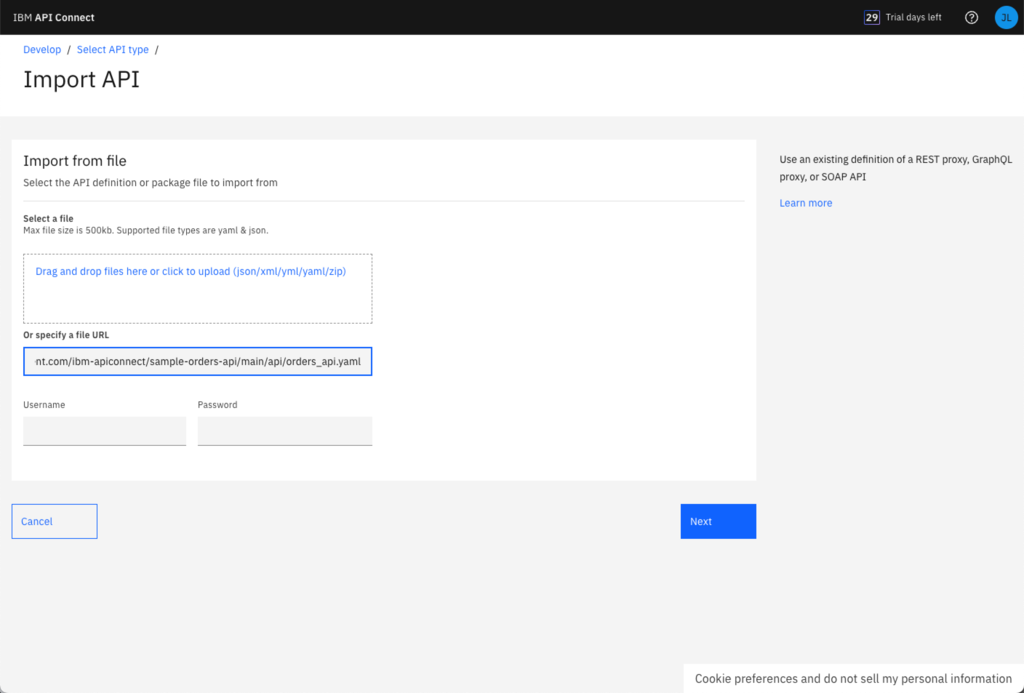 IBM API Connect
29 Trial days left
JL
Develop / Select API type /
Import API
Import from file
Select the API definition or package file to import from
Select a file
Max file size is 500kb. Supported file types are yaml & json.
Drag and drop files here or click to upload (json/xml/yml/yaml/zip)
Or specify a file URL
nt.com/ibm-apiconnect/sample-orders-api/main/api/orders_api.yaml
Username Password
Cancel
Next
Use an existing definition of a REST proxy, GraphQL
proxy, or SOAP API
Learn more
Cookie preferences and do not sell my personal information